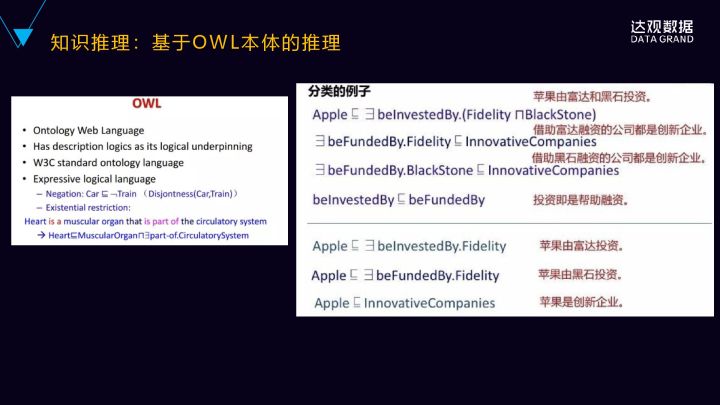 知识推理：基于OWL本体的推理
达观数据
DATA GRAND
OWL
• Ontology Web Language
• Has description logics as its logical underpinning
• W3C standard ontology language
• Expressive logical language
– Negation: Car ⊑ ¬Train （Disjontness(Car,Train)）
– Existential restriction:
Heart is a muscular organ that is part of the circulatory system
→ Heart⊑MuscularOrgan⊓∃part-of.CirculatorySystem
分类的例子
苹果由富达和黑石投资。
Apple ⊑ ∃ beInvestedBy.(Fidelity ⊓BlackStone)
借助富达融资的公司都是创新企业。
∃ beFundedBy.Fidelity ⊑ InnovativeCompanies
借助黑石融资的公司都是创新企业。
∃ beFundedBy.BlackStone ⊑ InnovativeCompanies
beInvestedBy ⊑ beFundedBy 投资即是帮助融资。
Apple ⊑ ∃ beInvestedBy.Fidelity 苹果由富达投资。
Apple ⊑ ∃ beFundedBy.Fidelity 苹果由黑石投资。
Apple ⊑ InnovativeCompanies 苹果是创新企业。